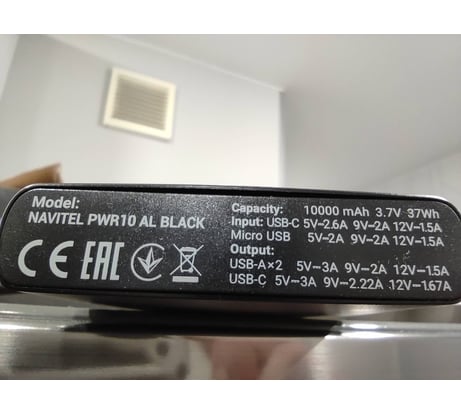 Model:
NAVITEL PWR10 AL BLACK
CE EAC
Capacity: 10000 mAh 3.7V 37Wh
Input: USB-C 5V⎓2.6A 9V⎓2A 12V⎓1.5A
Micro USB 5V⎓2A 9V⎓2A 12V⎓1.5A
Output:
USB-A×2 5V⎓3A 9V⎓2A 12V⎓1.5A
USB-C 5V⎓3A 9V⎓2.22A 12V⎓1.67A